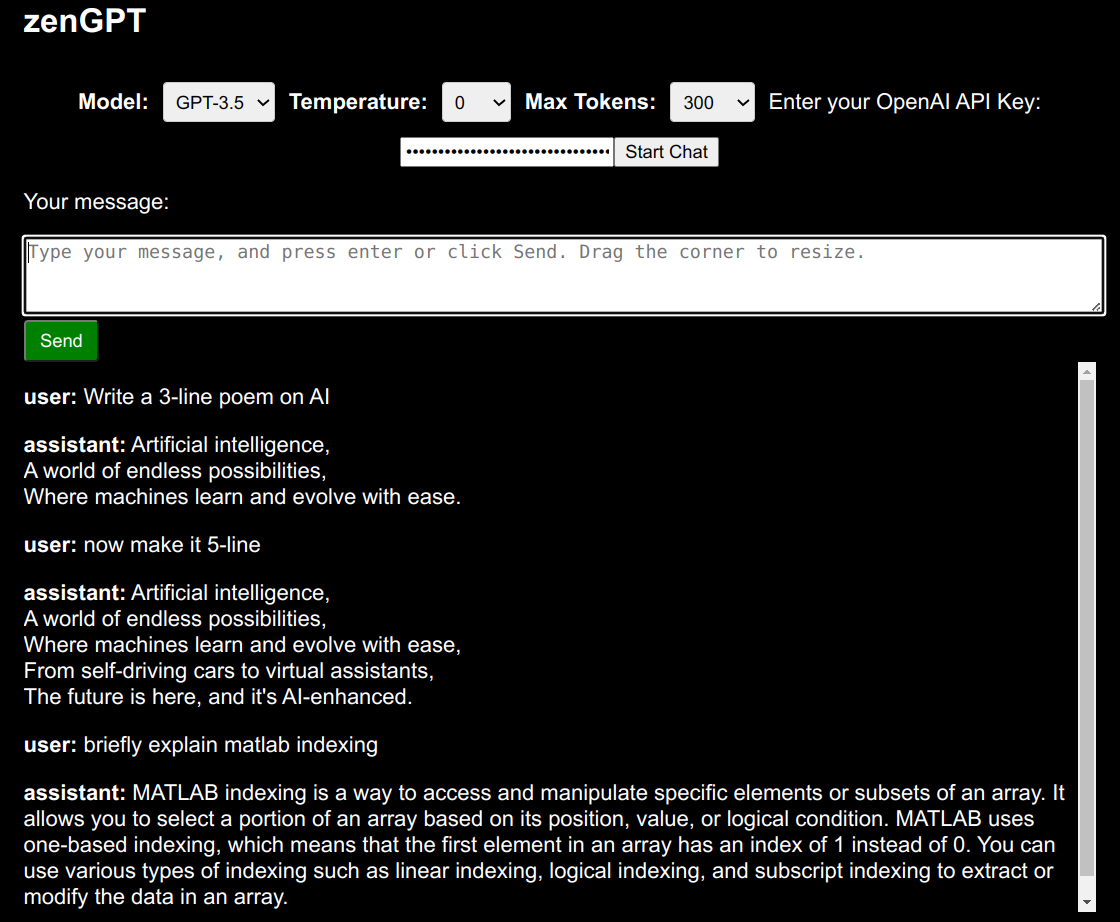 zenGPT
Model: GPT-3.5 Temperature: 0 Max Tokens: 300 Enter your OpenAI API Key:
•••••••••••••••••••••••••••••••• Start Chat
Your message:
Type your message, and press enter or click Send. Drag the corner to resize.
Send
user: Write a 3-line poem on AI
assistant: Artificial intelligence,
A world of endless possibilities,
Where machines learn and evolve with ease.
user: now make it 5-line
assistant: Artificial intelligence,
A world of endless possibilities,
Where machines learn and evolve with ease,
From self-driving cars to virtual assistants,
The future is here, and it's AI-enhanced.
user: briefly explain matlab indexing
assistant: MATLAB indexing is a way to access and manipulate specific elements or subsets of an array. It
allows you to select a portion of an array based on its position, value, or logical condition. MATLAB uses
one-based indexing, which means that the first element in an array has an index of 1 instead of 0. You can
use various types of indexing such as linear indexing, logical indexing, and subscript indexing to extract or
modify the data in an array.